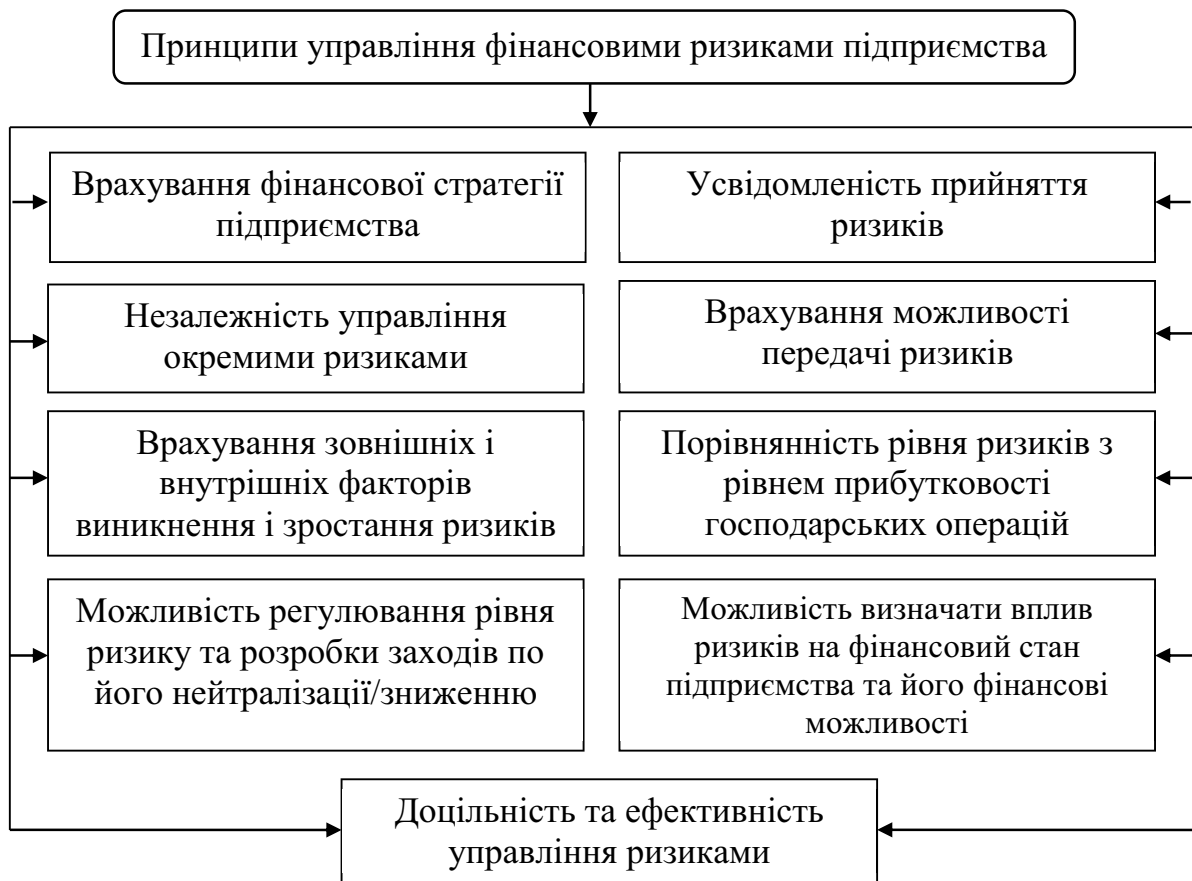 Принципи управління фінансовими ризиками підприємства
Врахування фінансової стратегії
підприємства
Усвідомленість прийняття
ризиків
Незалежність управління
окремими ризиками
Врахування можливості
передачі ризиків
Врахування зовнішніх і
внутрішніх факторів
виникнення і зростання ризиків
Порівнянність рівня ризиків з
рівнем прибутковості
господарських операцій
Можливість регулювання рівня
ризику та розробки заходів по
його нейтралізації/зниженню
Можливість визначати вплив
ризиків на фінансовий стан
підприємства та його фінансові
можливості
Доцільність та ефективність
управління ризиками